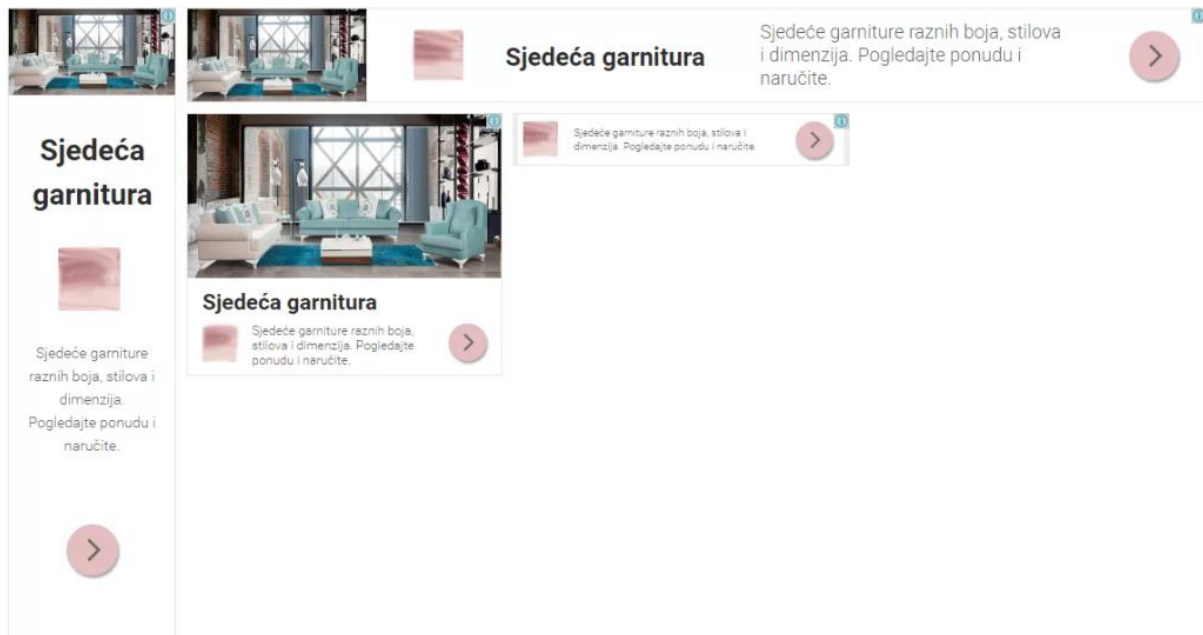 Sjedeća
garnitura
Sjedeće garniture
raznih boja, stilova i
dimenzija.
Pogledajte ponudu i
naručite.
Sjedeća garnitura
Sjedeće garniture raznih boja, stilova
i dimenzija. Pogledajte ponudu i
naručite.
Sjedeća garnitura
Sjedeće garniture raznih boja,
stilova i dimenzija. Pogledajte
ponudu i naručite.
Sjedeće garniture raznih boja, stilova i
dimenzija. Pogledajte ponudu i naručite.